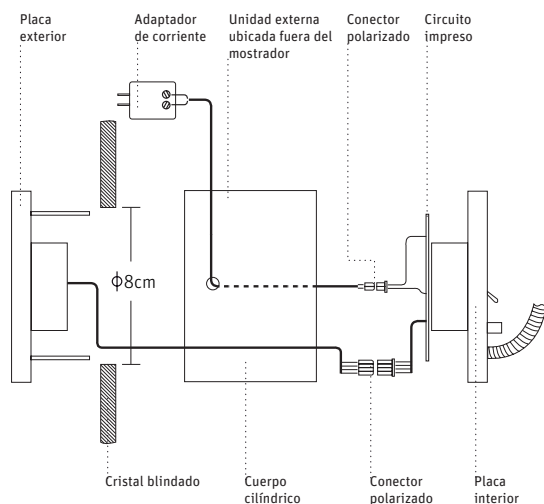 Placa
exterior
Adaptador
de corriente
Unidad externa
ubicada fuera del
mostrador
Conector
polarizado
Circuito
impreso
ϕ8cm
Cristal blindado
Cuerpo
cilíndrico
Conector
polarizado
Placa
interior